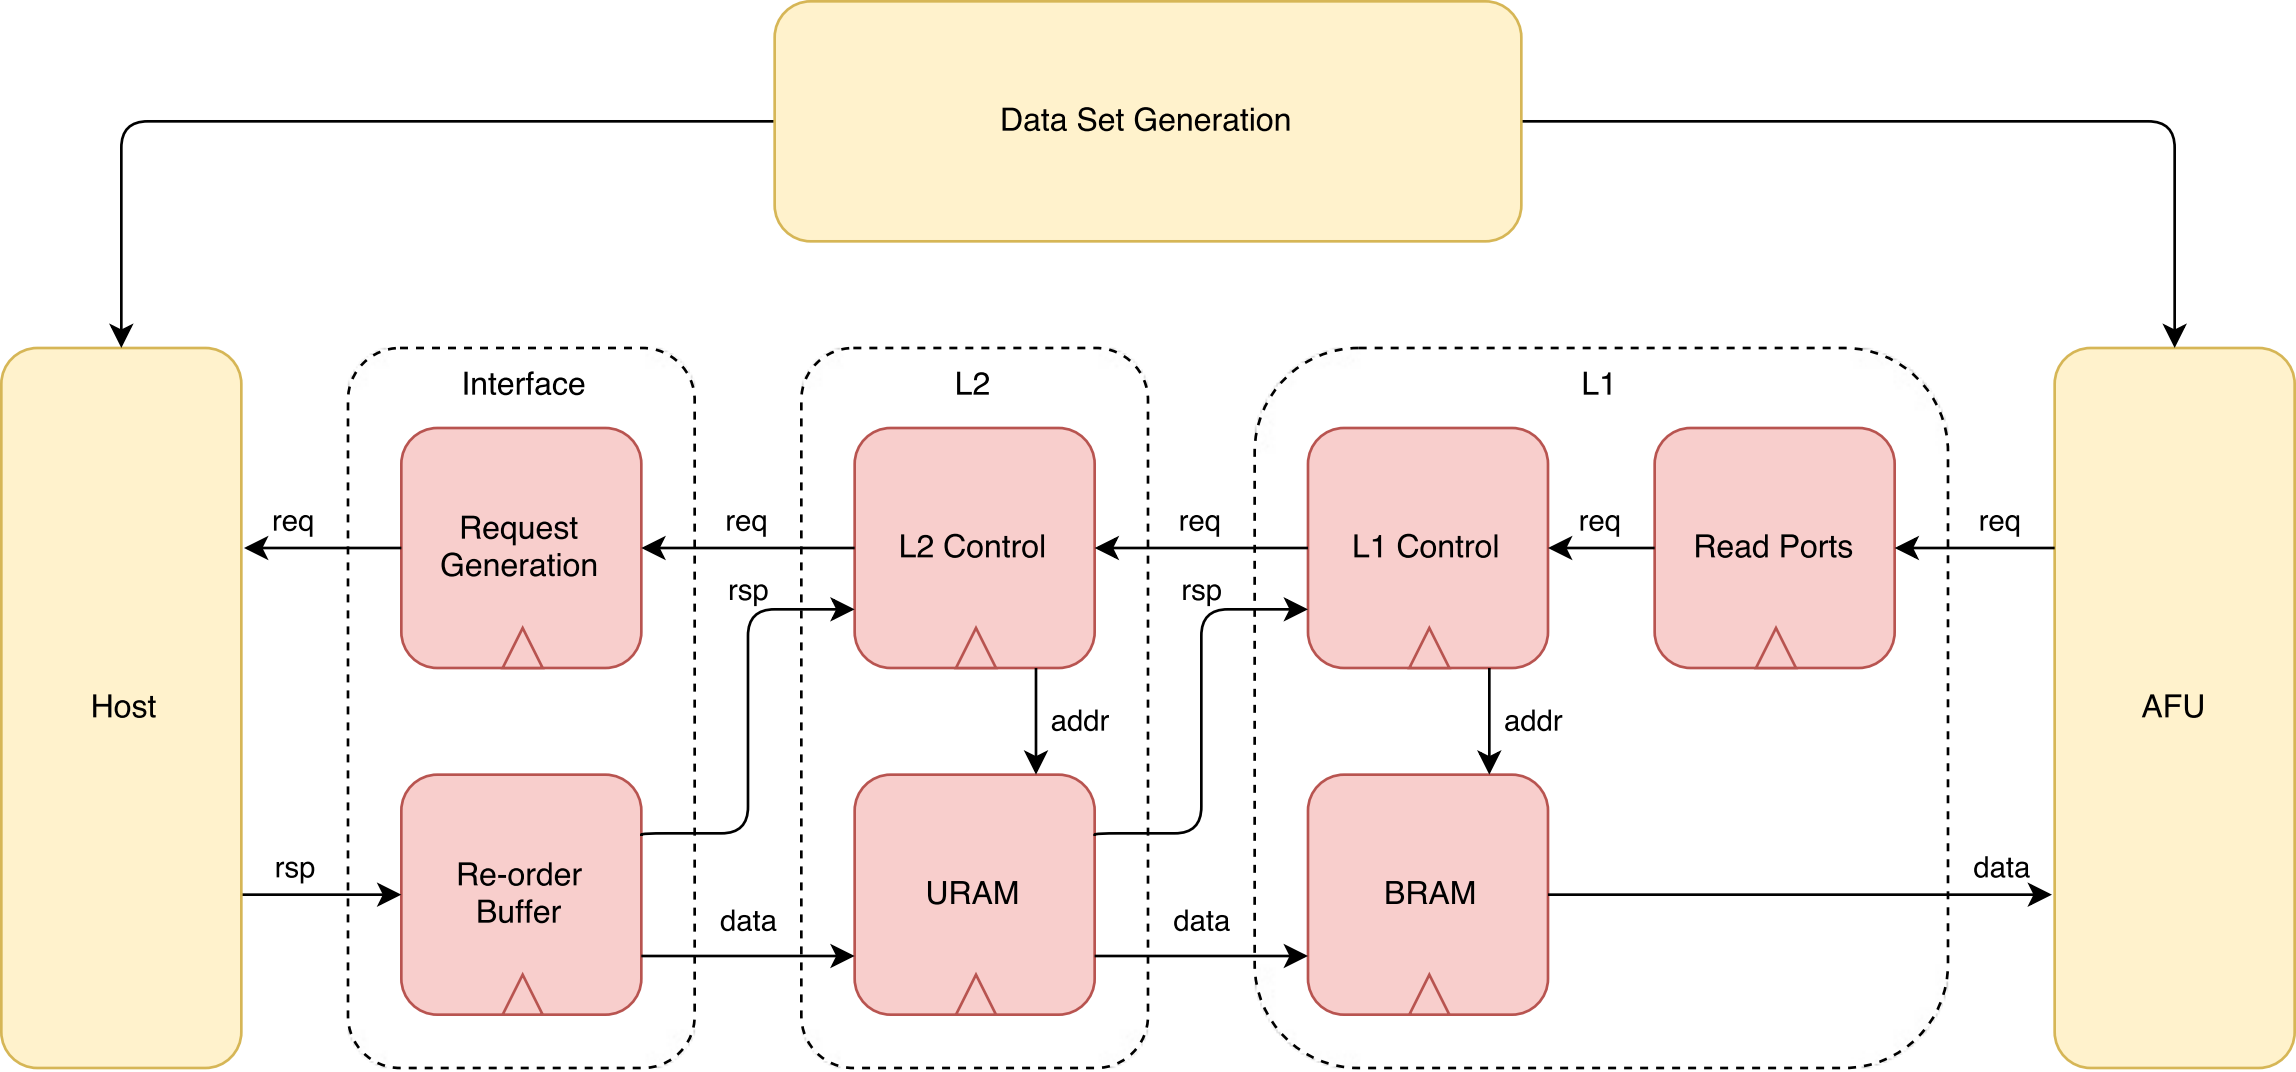 Data Set Generation
Interface
L2
L1
req
Request
Generation
req
L2 Control
req
L1 Control
req
Read Ports
req
rsp
rsp
Host
addr
addr
AFU
rsp
Re-order
Buffer
data
URAM
data
BRAM
data